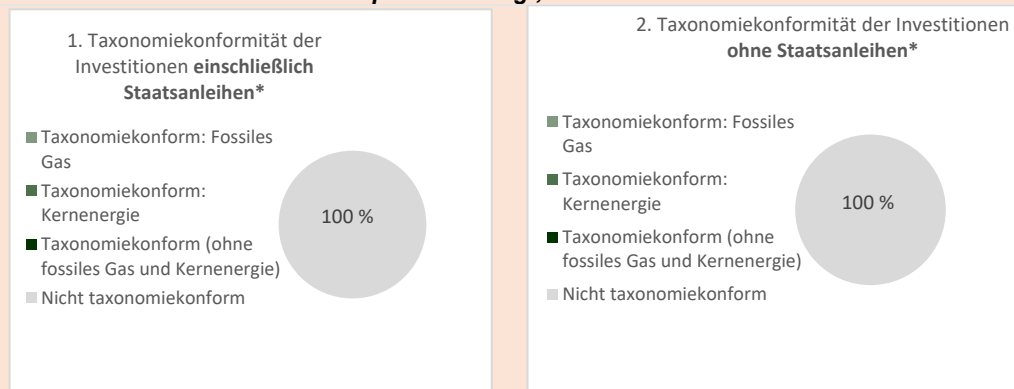 1. Taxonomiekonformität der
Investitionen einschließlich
Staatsanleihen*
Taxonomiekonform: Fossiles
Gas
Taxonomiekonform:
Kernenergie
Taxonomiekonform (ohne
fossiles Gas und Kernenergie)
Nicht taxonomiekonform
100 %
2. Taxonomiekonformität der Investitionen
ohne Staatsanleihen*
Taxonomiekonform: Fossiles
Gas
Taxonomiekonform:
Kernenergie
Taxonomiekonform (ohne
fossiles Gas und Kernenergie)
Nicht taxonomiekonform
100 %